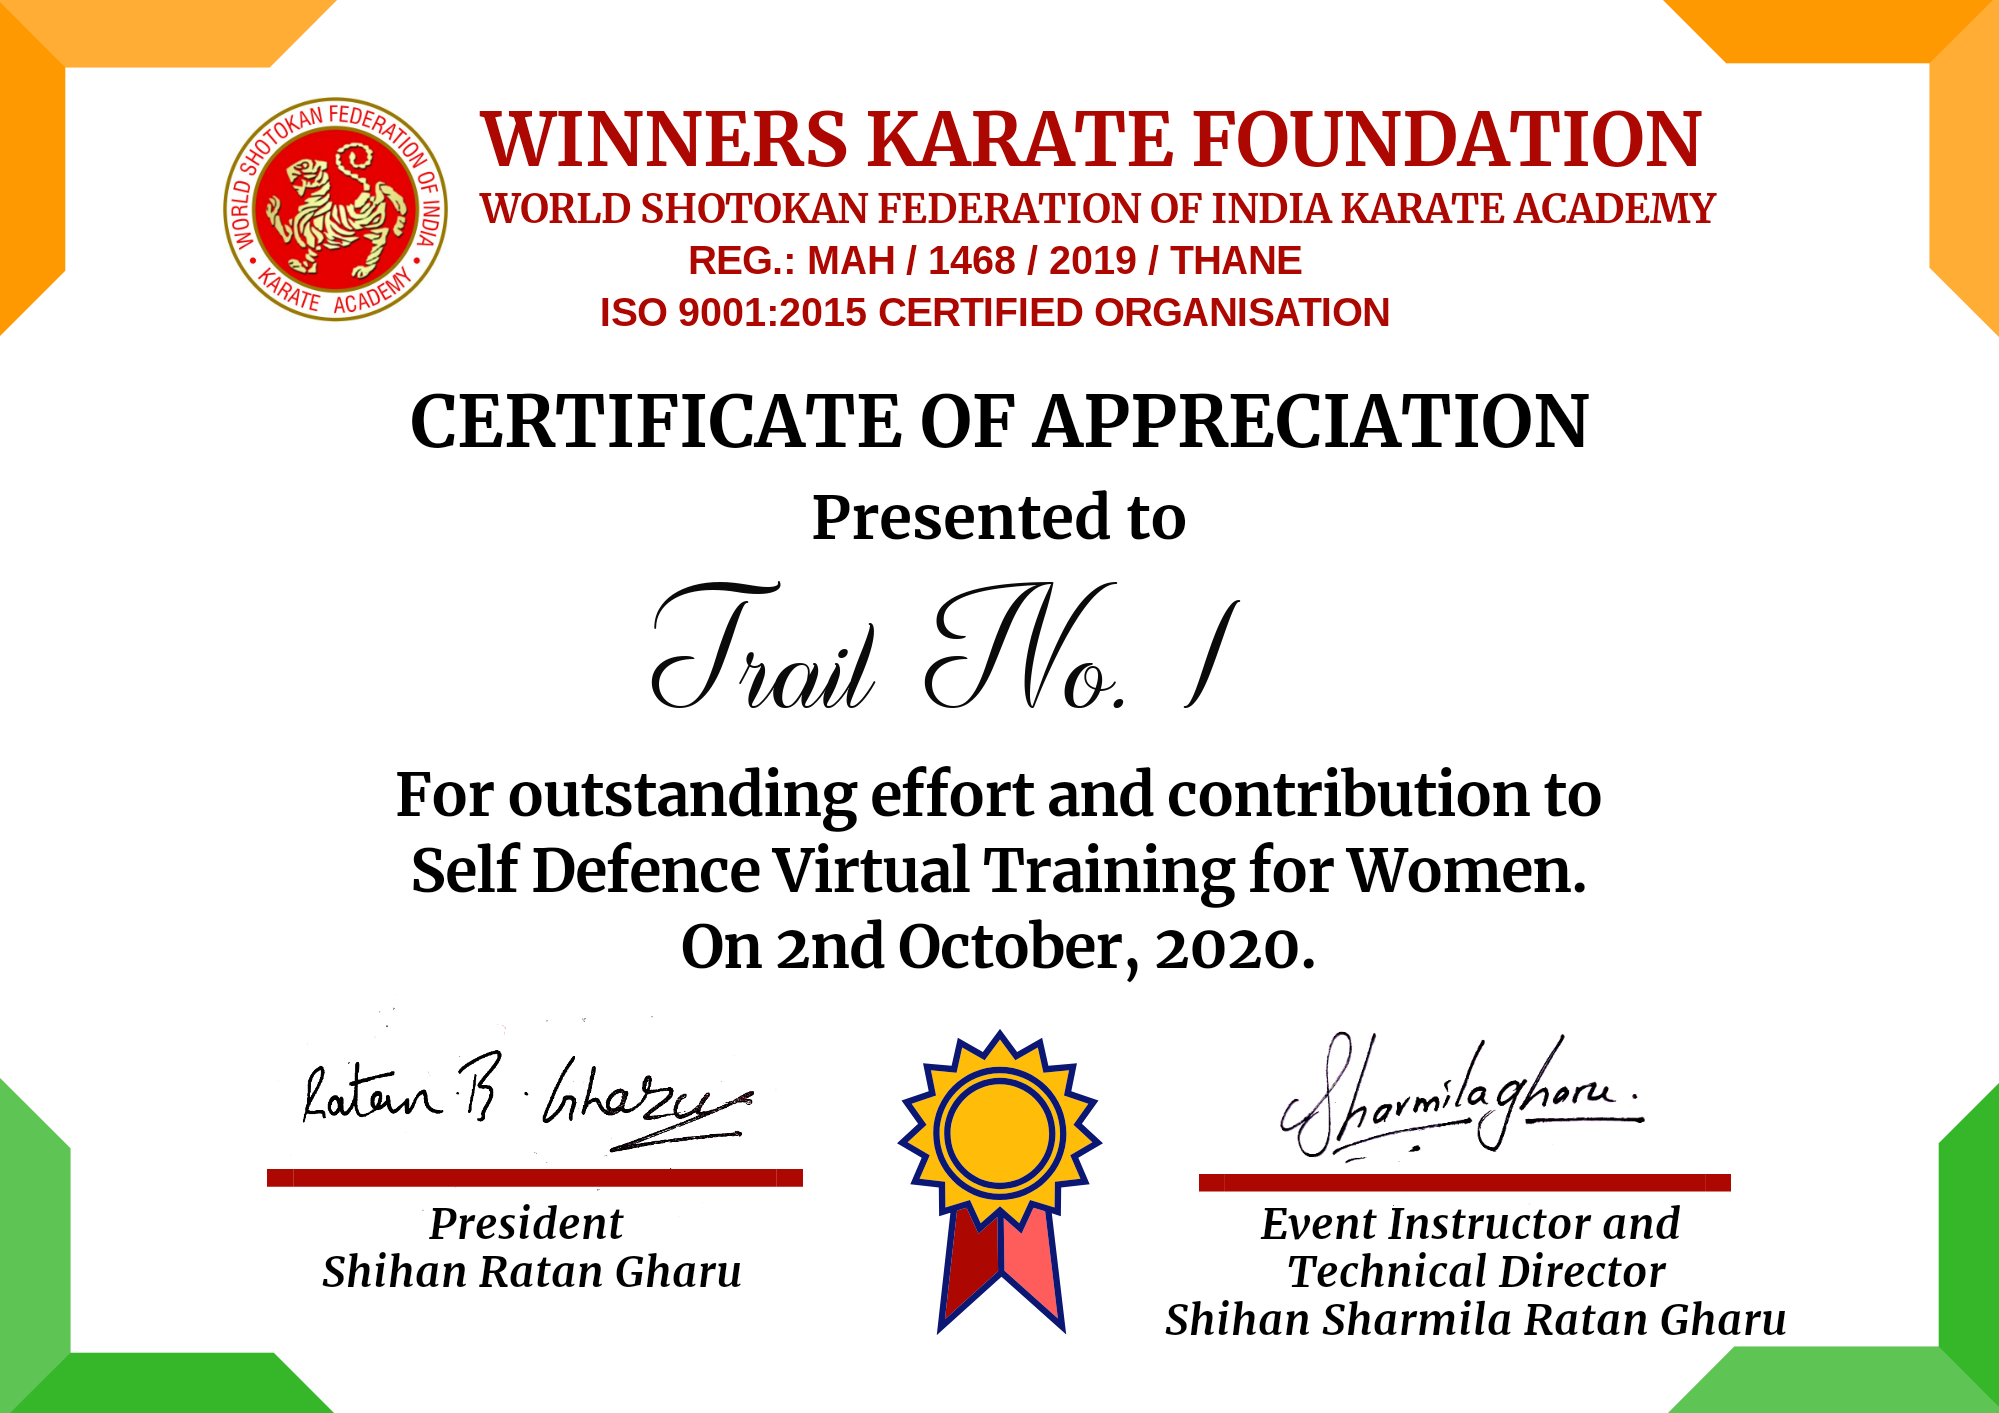 WORLD SHOTOKAN FEDERATION OF INDIA
• KARATE ACADEMY •
WINNERS KARATE FOUNDATION
WORLD SHOTOKAN FEDERATION OF INDIA KARATE ACADEMY
REG.: MAH / 1468 / 2019 / THANE
ISO 9001:2015 CERTIFIED ORGANISATION
CERTIFICATE OF APPRECIATION
Presented to
Trail No. 1
For outstanding effort and contribution to
Self Defence Virtual Training for Women.
On 2nd October, 2020.
Ratan B. Gharu
Sharmilagharu.
President
Shihan Ratan Gharu
Event Instructor and
Technical Director
Shihan Sharmila Ratan Gharu